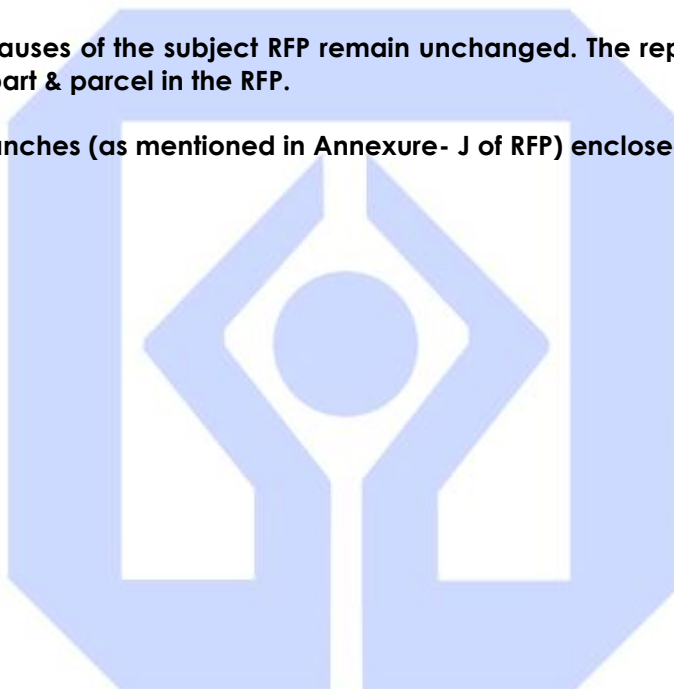 auses of the subject RFP remain unchanged. The rep
part & parcel in the RFP.
nches (as mentioned in Annexure- J of RFP) enclose